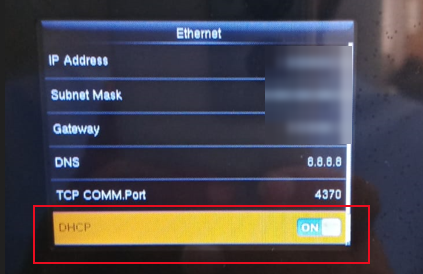 Ethernet
IP Address
Subnet Mask
Gateway
DNS 8.8.8.8
TCP COMM.Port 4370
DHCP ON